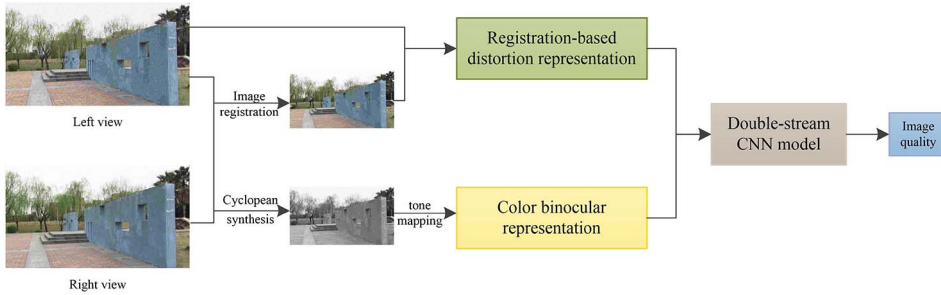 Left view
Image
registration
Registration-based
distortion representation
Double-stream
CNN model
Image
quality
Cyclopean
synthesis
tone
mapping
Color binocular
representation
Right view